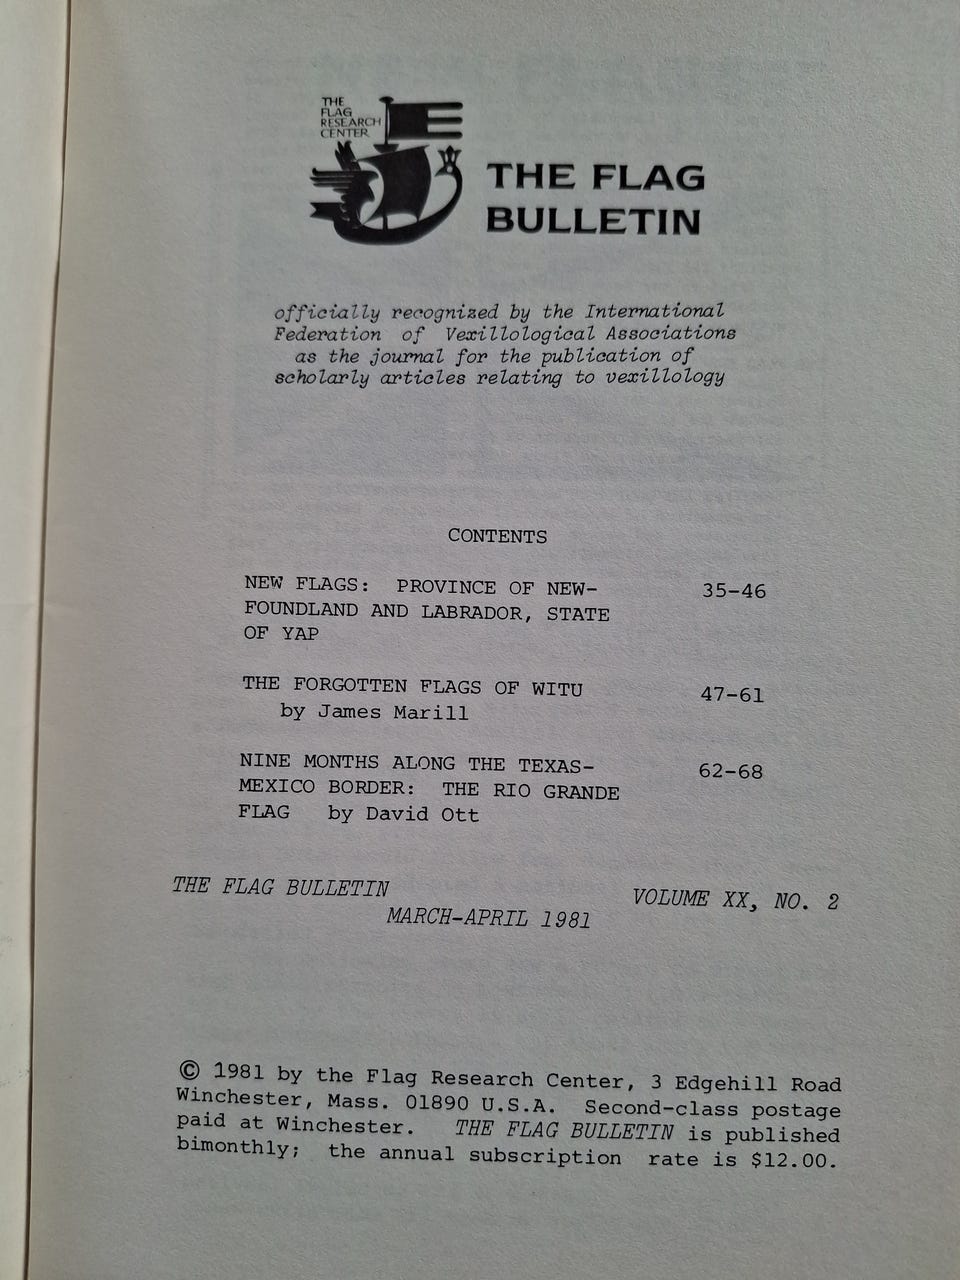 THE
FLAG
RESEARCH
CENTER
THE FLAG
BULLETIN
officially recognized by the International
Federation of Vexillological Associations
as the journal for the publication of
scholarly articles relating to vexillology
CONTENTS
NEW FLAGS: PROVINCE OF NEW- 35-46
FOUNDLAND AND LABRADOR, STATE
OF YAP
THE FORGOTTEN FLAGS OF WITU 47-61
by James Marill
NINE MONTHS ALONG THE TEXAS- 62-68
MEXICO BORDER: THE RIO GRANDE
FLAG by David Ott
THE FLAG BULLETIN VOLUME XX, NO. 2
MARCH-APRIL 1981
© 1981 by the Flag Research Center, 3 Edgehill Road
Winchester, Mass. 01890 U.S.A. Second-class postage
paid at Winchester. THE FLAG BULLETIN is published
bimonthly; the annual subscription rate is $12.00.